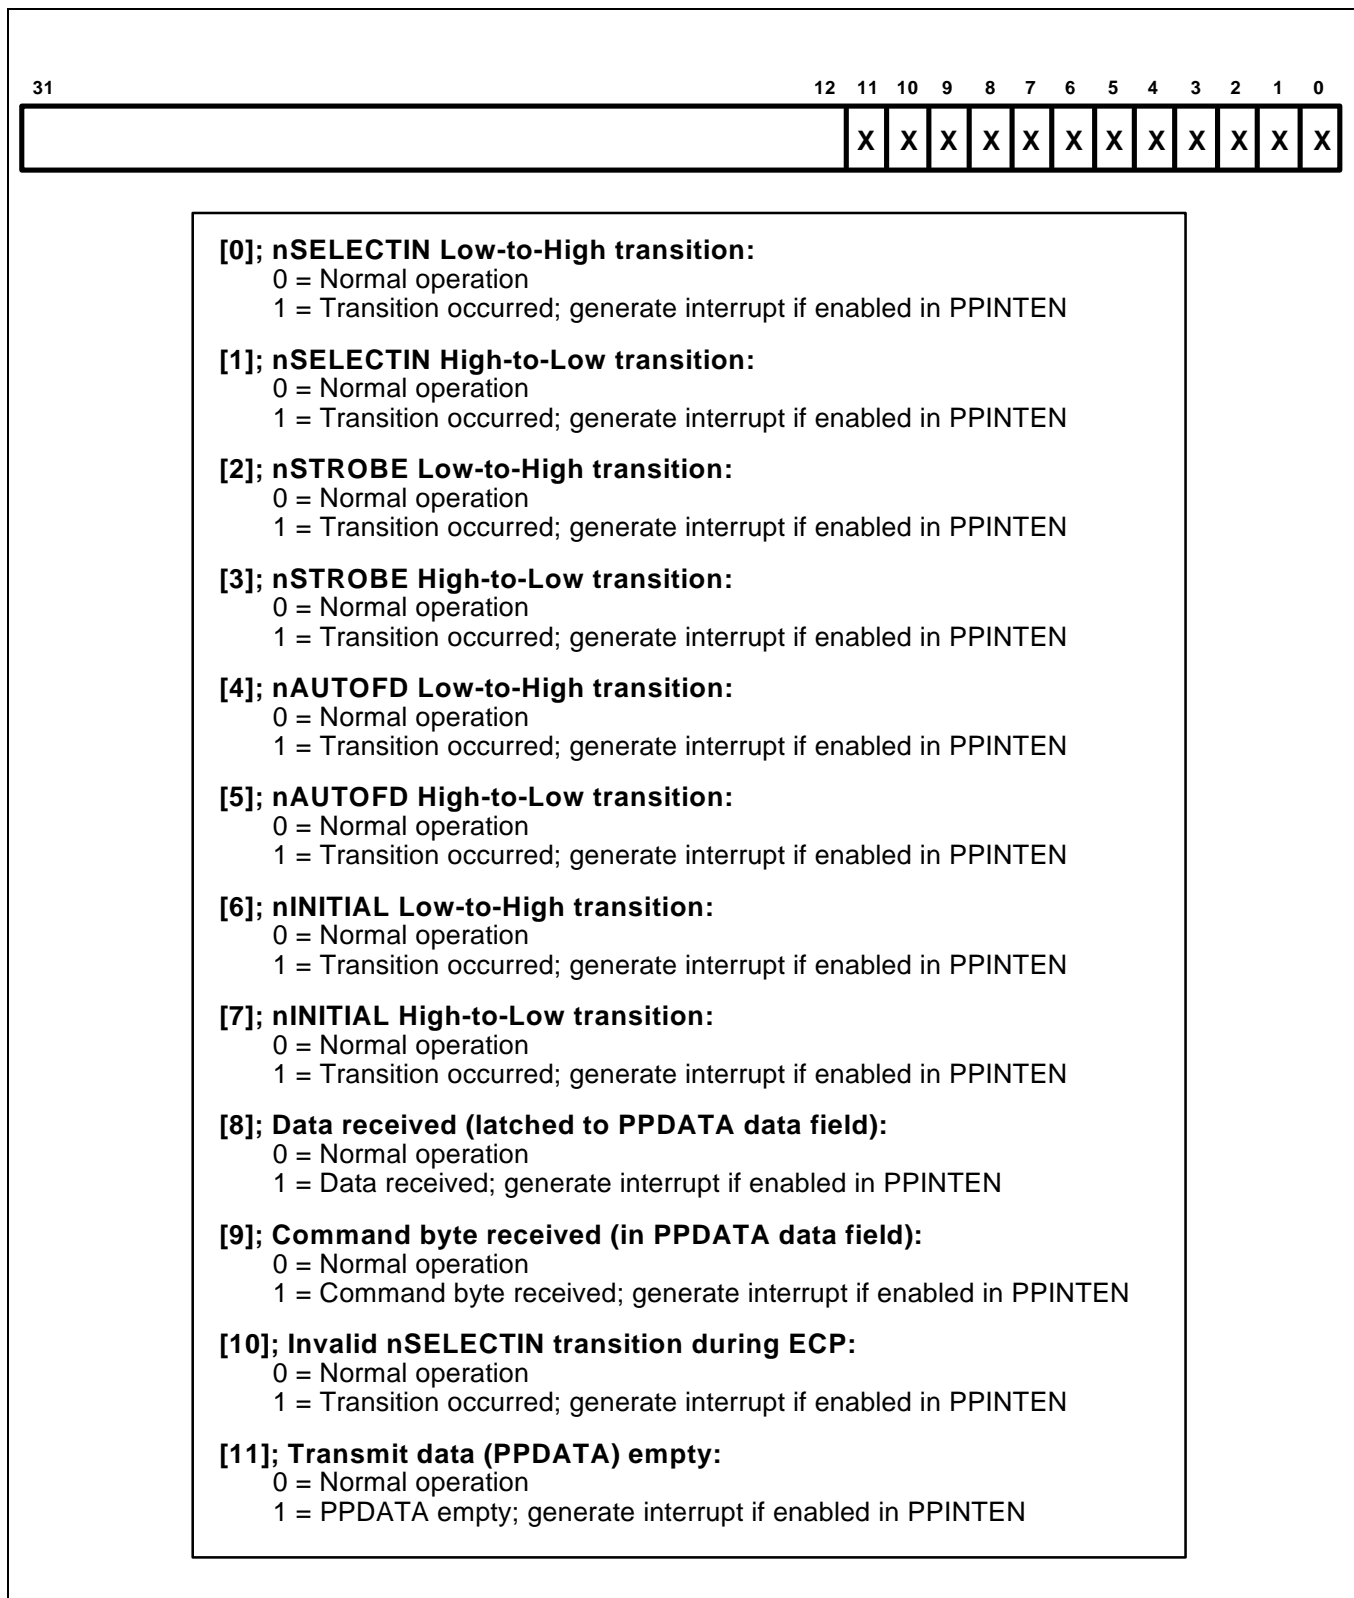 31 12 11 10 9 8 7 6 5 4 3 2 1 0
X X X X X X X X X X X X
[0]; nSELECTIN Low-to-High transition:
0 = Normal operation
1 = Transition occurred; generate interrupt if enabled in PPINTEN
[1]; nSELECTIN High-to-Low transition:
0 = Normal operation
1 = Transition occurred; generate interrupt if enabled in PPINTEN
[2]; nSTROBE Low-to-High transition:
0 = Normal operation
1 = Transition occurred; generate interrupt if enabled in PPINTEN
[3]; nSTROBE High-to-Low transition:
0 = Normal operation
1 = Transition occurred; generate interrupt if enabled in PPINTEN
[4]; nAUTOFD Low-to-High transition:
0 = Normal operation
1 = Transition occurred; generate interrupt if enabled in PPINTEN
[5]; nAUTOFD High-to-Low transition:
0 = Normal operation
1 = Transition occurred; generate interrupt if enabled in PPINTEN
[6]; nINITIAL Low-to-High transition:
0 = Normal operation
1 = Transition occurred; generate interrupt if enabled in PPINTEN
[7]; nINITIAL High-to-Low transition:
0 = Normal operation
1 = Transition occurred; generate interrupt if enabled in PPINTEN
[8]; Data received (latched to PPDATA data field):
0 = Normal operation
1 = Data received; generate interrupt if enabled in PPINTEN
[9]; Command byte received (in PPDATA data field):
0 = Normal operation
1 = Command byte received; generate interrupt if enabled in PPINTEN
[10]; Invalid nSELECTIN transition during ECP:
0 = Normal operation
1 = Transition occurred; generate interrupt if enabled in PPINTEN
[11]; Transmit data (PPDATA) empty:
0 = Normal operation
1 = PPDATA empty; generate interrupt if enabled in PPINTEN